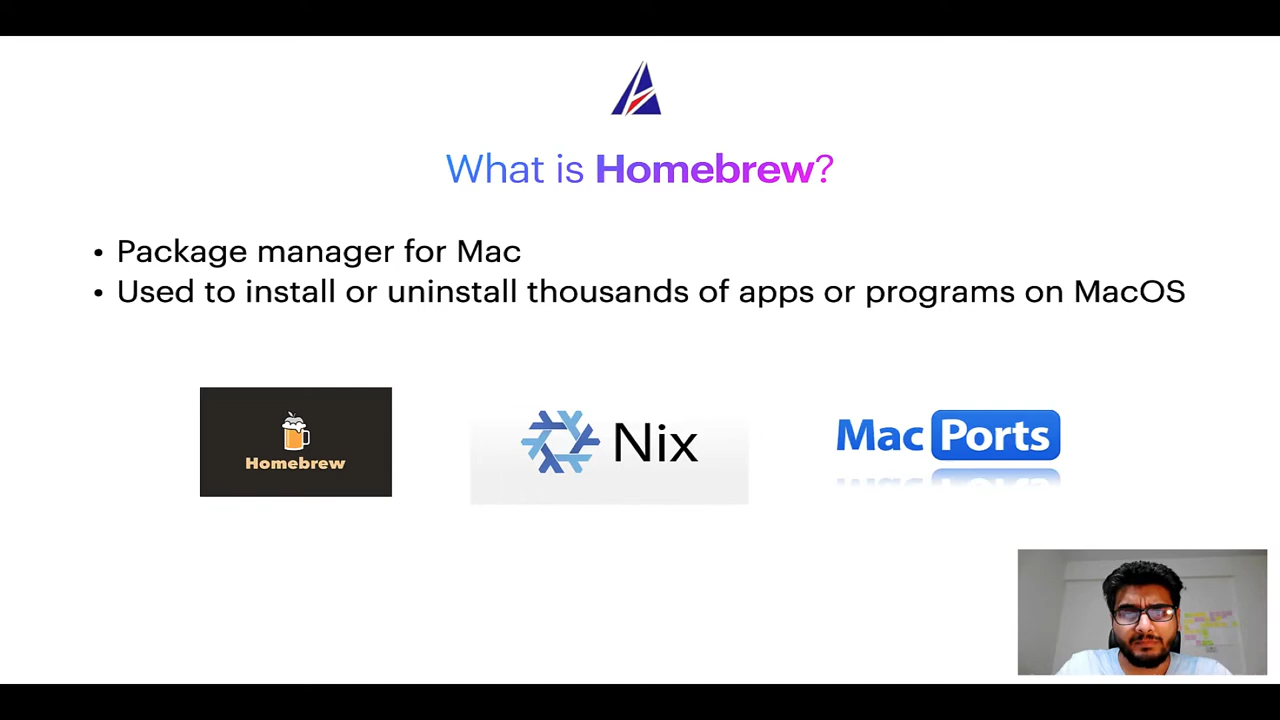 What is Homebrew?
• Package manager for Mac
• Used to install or uninstall thousands of apps or programs on MacOS
Homebrew
Nix
MacPorts